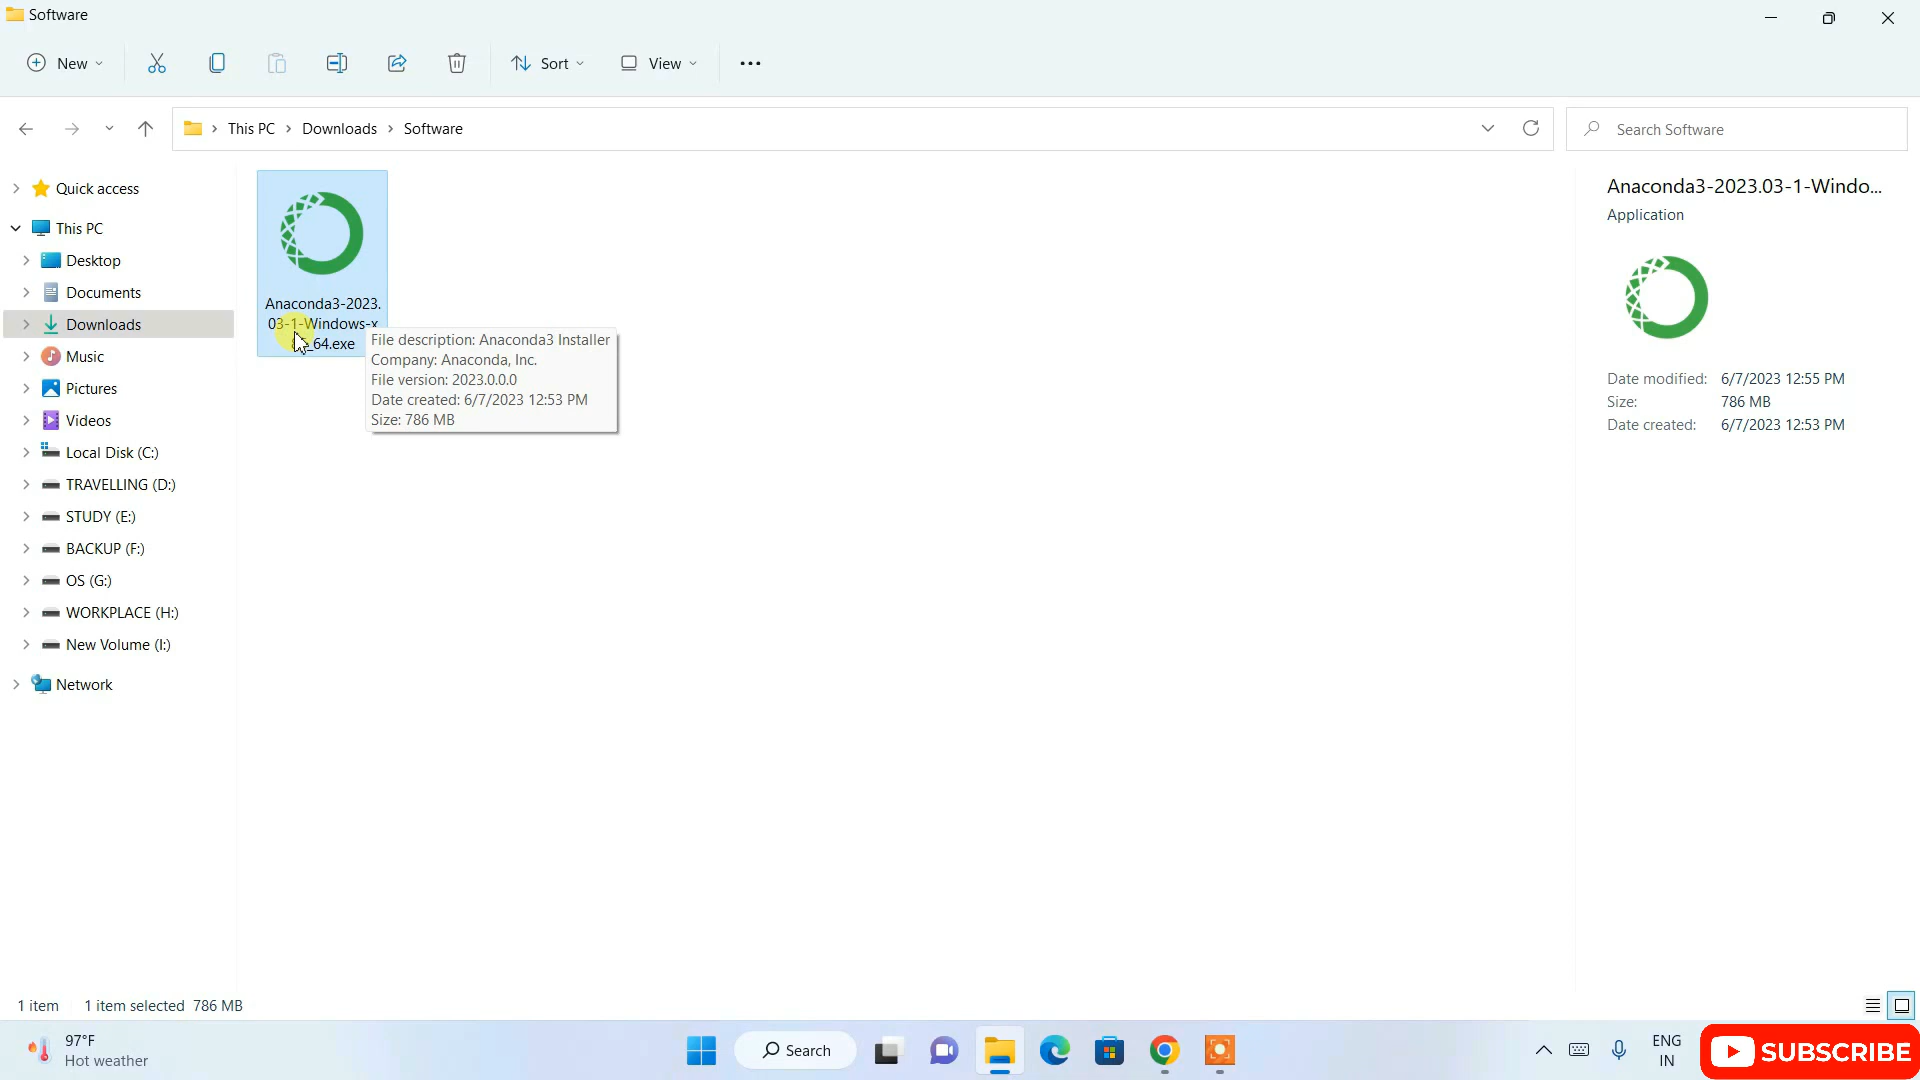 Software
New
Sort
View
This PC
Downloads
Software
Search Software
Quick access
This PC
Desktop
Documents
Downloads
Music
Pictures
Videos
Local Disk (C:)
TRAVELLING (D:)
STUDY (E:)
BACKUP (F:)
OS (G:)
WORKPLACE (H:)
New Volume (I:)
Network
Anaconda3-2023.
03-1-Windows-x
_64.exe
File description: Anaconda3 Installer
Company: Anaconda, Inc.
File version: 2023.0.0.0
Date created: 6/7/2023 12:53 PM
Size: 786 MB
Anaconda3-2023.03-1-Windo...
Application
Date modified: 6/7/2023 12:55 PM
Size: 786 MB
Date created: 6/7/2023 12:53 PM
1 item 1 item selected 786 MB
97°F
Hot weather
Search
ENG
IN
SUBSCRIBE